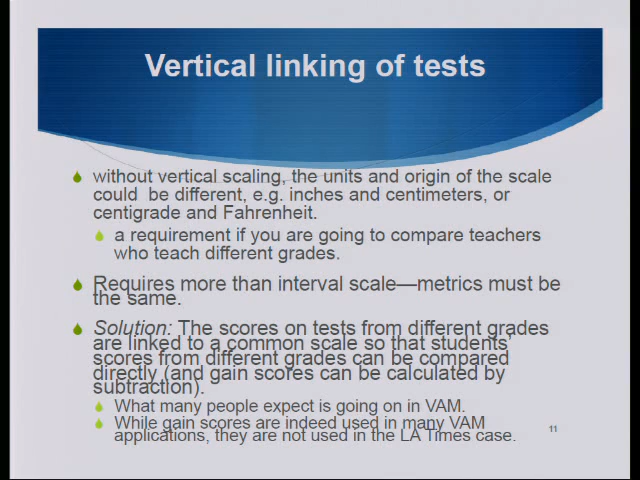 Vertical linking of tests
without vertical scaling, the units and origin of the scale
could be different, e.g. inches and centimeters, or
centigrade and Fahrenheit.
a requirement if you are going to compare teachers
who teach different grades.
Requires more than interval scale—metrics must be
the same.
Solution: The scores on tests from different grades
are linked to a common scale so that students'
scores from different grades can be compared
directly (and gain scores can be calculated by
subtraction).
What many people expect is going on in VAM.
While gain scores are indeed used in many VAM
applications, they are not used in the LA Times case.
11